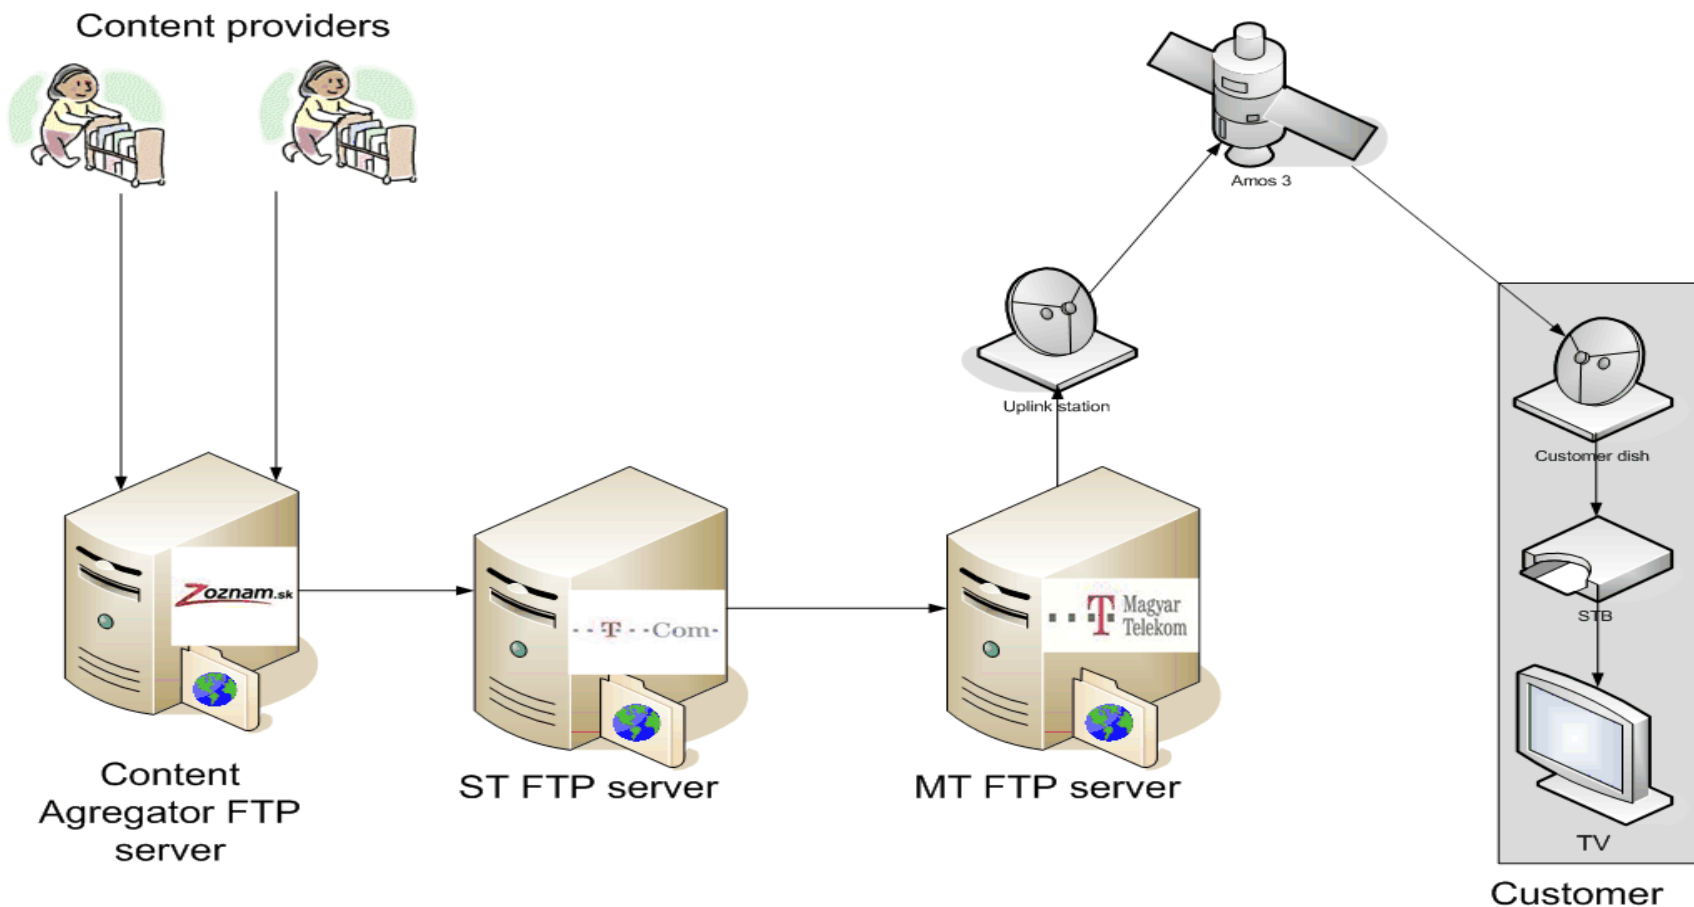 Content providers
Amos 3
Uplink station
Customer dish
Zoznam.sk
T Com
T Magyar
Telekom
STB
Content
Agregator FTP
server
ST FTP server
MT FTP server
TV
Customer